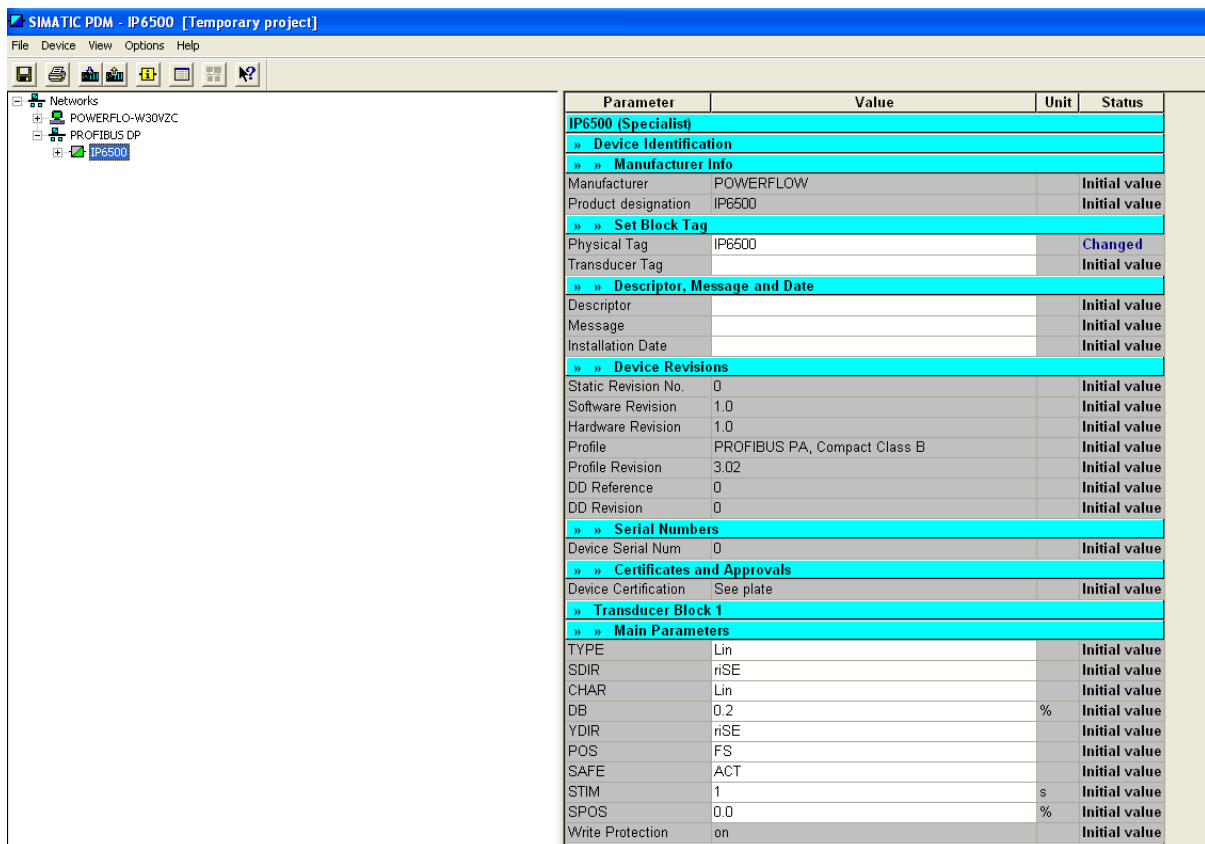 SIMATIC PDM - IP6500 [Temporary project]
File Device View Options Help
Networks
POWERFLO-W30VZC
PROFIBUS DP
IP6500
Parameter Value Unit Status
IP6500 (Specialist)
» Device Identification
» » Manufacturer Info
Manufacturer POWERFLOW Initial value
Product designation IP6500 Initial value
» » Set Block Tag
Physical Tag IP6500 Changed
Transducer Tag Initial value
» » Descriptor, Message and Date
Descriptor Initial value
Message Initial value
Installation Date Initial value
» » Device Revisions
Static Revision No. 0 Initial value
Software Revision 1.0 Initial value
Hardware Revision 1.0 Initial value
Profile PROFIBUS PA, Compact Class B Initial value
Profile Revision 3.02 Initial value
DD Reference 0 Initial value
DD Revision 0 Initial value
» » Serial Numbers
Device Serial Num 0 Initial value
» » Certificates and Approvals
Device Certification See plate Initial value
» Transducer Block 1
» » Main Parameters
TYPE Lin Initial value
SDIR riSE Initial value
CHAR Lin Initial value
DB 0.2 % Initial value
YDIR riSE Initial value
POS FS Initial value
SAFE ACT Initial value
STIM 1 s Initial value
SPOS 0.0 % Initial value
Write Protection on Initial value